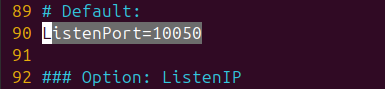 89 # Default:
90 ListenPort=10050
91
92 ### Option: ListenIP